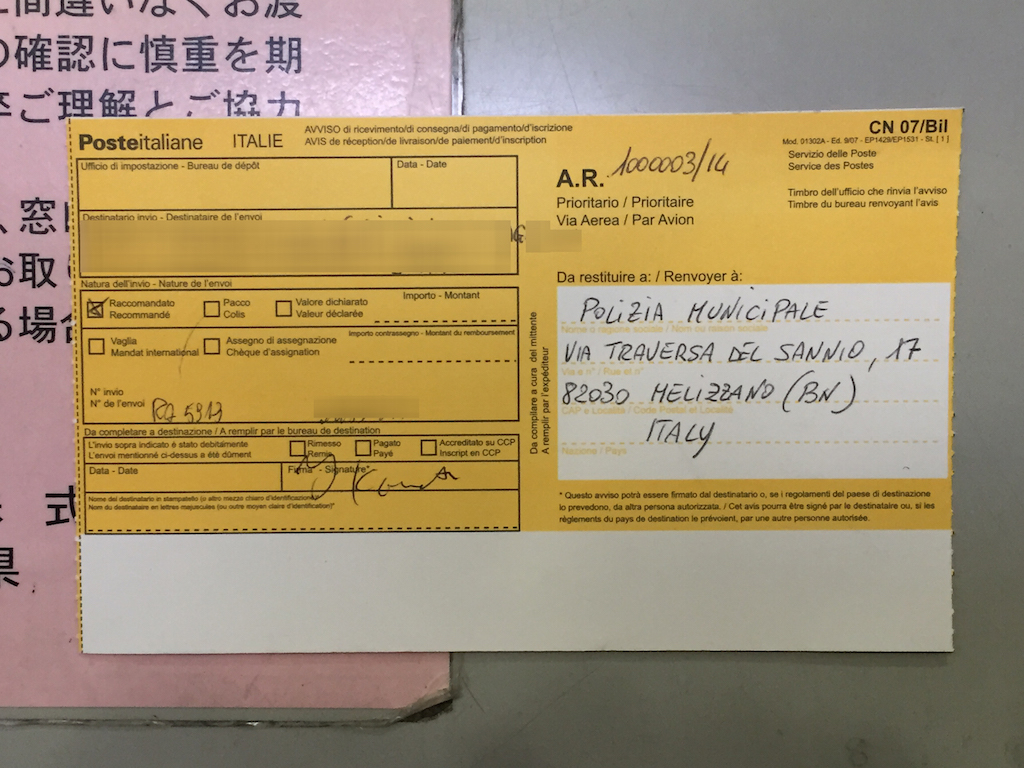 間違いなくお渡
の確認に慎重を期
卒ご理解とご協力
、窓
お取り
る場合
式
県
Posteitaliane ITALIE
AVVISO di ricevimento/di consegna/di pagamento/d'iscrizione
AVIS de réception/de livraison/de paiement/d'inscription
CN 07/Bil
Mod. 01302A - Ed. 9/07 - EP1429/EP1531 - St. [ 1 ]
Ufficio di impostazione - Bureau de dépôt
Data - Date
Destinatario invio - Destinataire de l'envoi
Natura dell'invio - Nature de l'envoi
Raccomandato
Recommandé
Pacco
Colis
Valore dichiarato
Valeur déclarée
Importo - Montant
Vaglia
Mandat international
Assegno di assegnazione
Chèque d'assignation
Importo contrassegno - Montant du remboursement
N° invio
N° de l'envoi
Da completare a destinazione / A remplir par le bureau de destination
L'invio sopra indicato é stato debitamente
L'envoi mentionné ci-dessus a été dûment
Rimesso
Remis
Pagato
Payé
Accreditato su CCP
Inscript en CCP
Data - Date
Firma* - Signature*
Nome del destinatario in stampatello (o altro mezzo chiaro d'identificazione)*
Nom du destinataire en lettres majuscules (ou outre moyen claire d'identification)*
A.R. 1000003/14
Prioritario / Prioritaire
Via Aerea / Par Avion
Servizio delle Poste
Service des Postes
Timbro dell'ufficio che rinvia l'avviso
Timbre du bureau renvoyant l'avis
Da restituire a: / Renvoyer à:
Da compilare a cura del mittente
A remplir par l'expéditeur
POLIZIA MUNICIPALE
Nome o ragione sociale / Nom ou raison sociale
VIA TRAVERSA DEL SANNIO, 17
Via e n° / Rue et n°
82030 MELIZZANO (BN)
CAP e Località / Code Postal et Localité
ITALY
Nazione / Pays
* Questo avviso potrà essere firmato dal destinatario o, se i regolamenti del paese di destinazione
lo prevedono, da altra persona autorizzata. / Cet avis pourra être signé par le destinataire ou, si les
règlements du pays de destination le prévoient, par une autre personne autorisée.